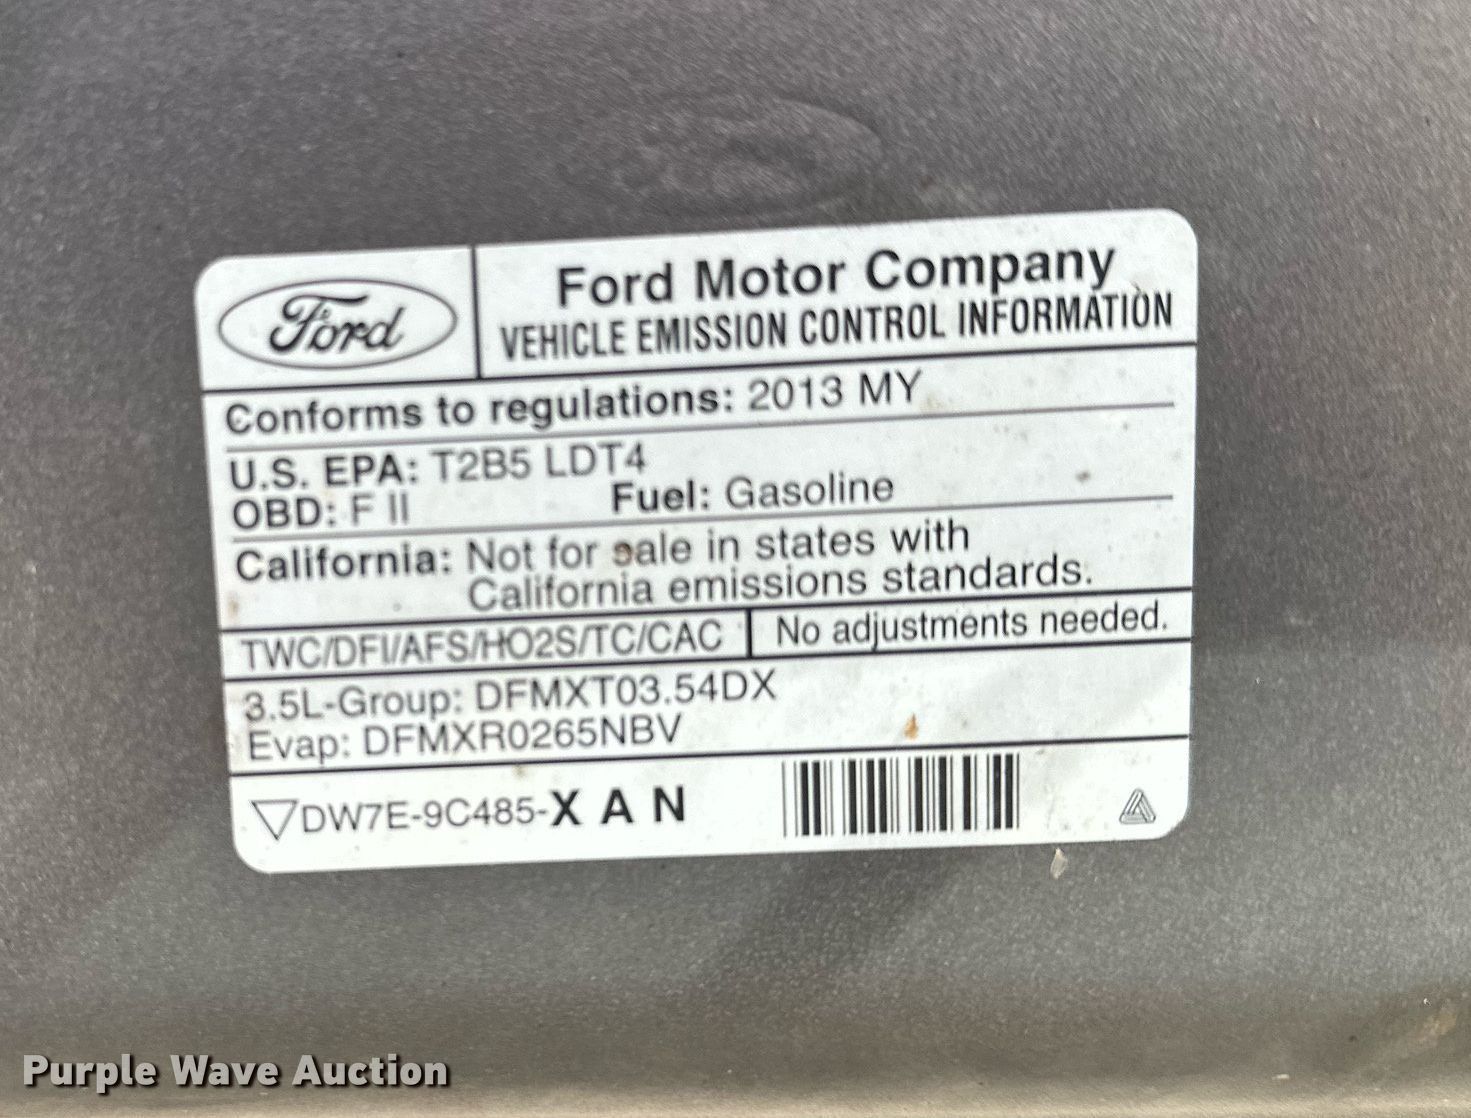 Ford
Ford Motor Company
VEHICLE EMISSION CONTROL INFORMATION
Conforms to regulations: 2013 MY
U.S. EPA: T2B5 LDT4
OBD: F II Fuel: Gasoline
California: Not for sale in states with
California emissions standards.
TWC/DFI/AFS/HO2S/TC/CAC No adjustments needed.
3.5L-Group: DFMXT03.54DX
Evap: DFMXR0265NBV
DW7E-9C485-X A N
Purple Wave Auction